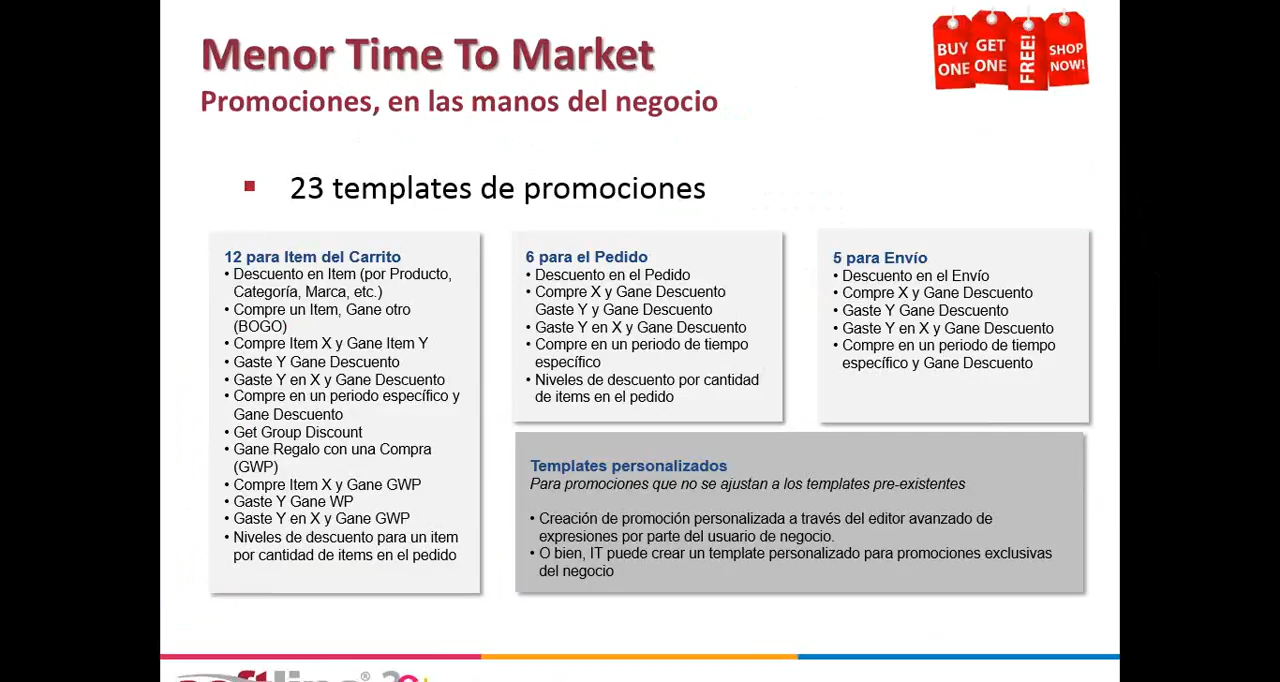 Menor Time To Market
Promociones, en las manos del negocio
BUY
ONE
GET
ONE
FREE!
SHOP
NOW!
▪ 23 templates de promociones
12 para Item del Carrito
• Descuento en Item (por Producto,
Categoría, Marca, etc.)
• Compre un Item, Gane otro
(BOGO)
• Compre Item X y Gane Item Y
• Gaste Y Gane Descuento
• Gaste Y en X y Gane Descuento
• Compre en un periodo específico y
Gane Descuento
• Get Group Discount
• Gane Regalo con una Compra
(GWP)
• Compre Item X y Gane GWP
• Gaste Y Gane WP
• Gaste Y en X y Gane GWP
• Niveles de descuento para un item
por cantidad de items en el pedido
6 para el Pedido
• Descuento en el Pedido
• Compre X y Gane Descuento
Gaste Y y Gane Descuento
• Gaste Y en X y Gane Descuento
• Compre en un periodo de tiempo
específico
• Niveles de descuento por cantidad
de items en el pedido
5 para Envío
• Descuento en el Envío
• Compre X y Gane Descuento
• Gaste Y Gane Descuento
• Gaste Y en X y Gane Descuento
• Compre en un periodo de tiempo
específico y Gane Descuento
Templates personalizados
Para promociones que no se ajustan a los templates pre-existentes
• Creación de promoción personalizada a través del editor avanzado de
expresiones por parte del usuario de negocio.
• O bien, IT puede crear un template personalizado para promociones exclusivas
del negocio